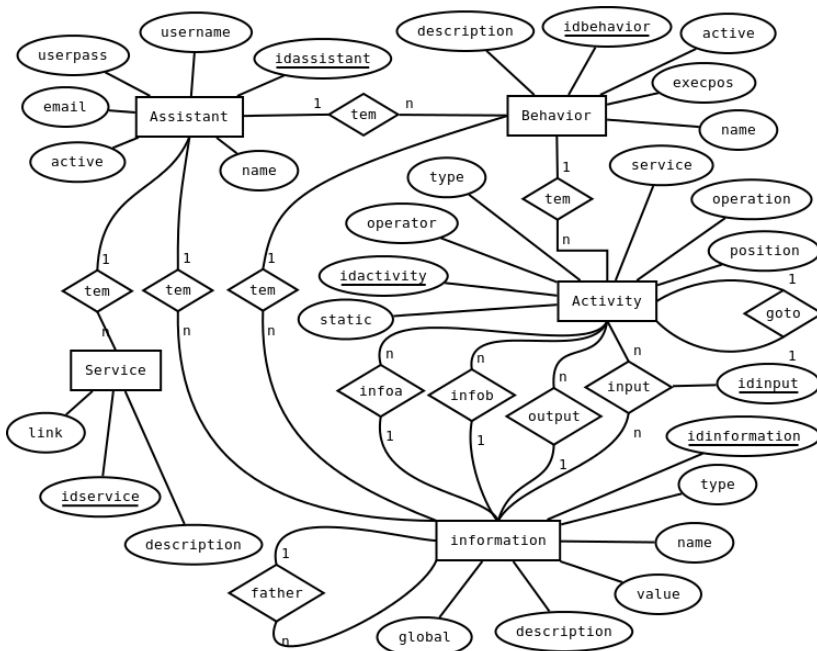 username
description
idbehavior
active
userpass
idassistant
execpos
email
1
tem
n
Assistant
Behavior
name
active
name
1
type
service
tem
operation
operator
n
position
1
1
1
idactivity
1
tem
tem
tem
Activity
goto
static
n
n
n
n
n
n
1
Service
n
infoa
infob
input
idinput
output
link
1
1
n
idinformation
1
type
idservice
description
information
name
1
father
value
n
global
description